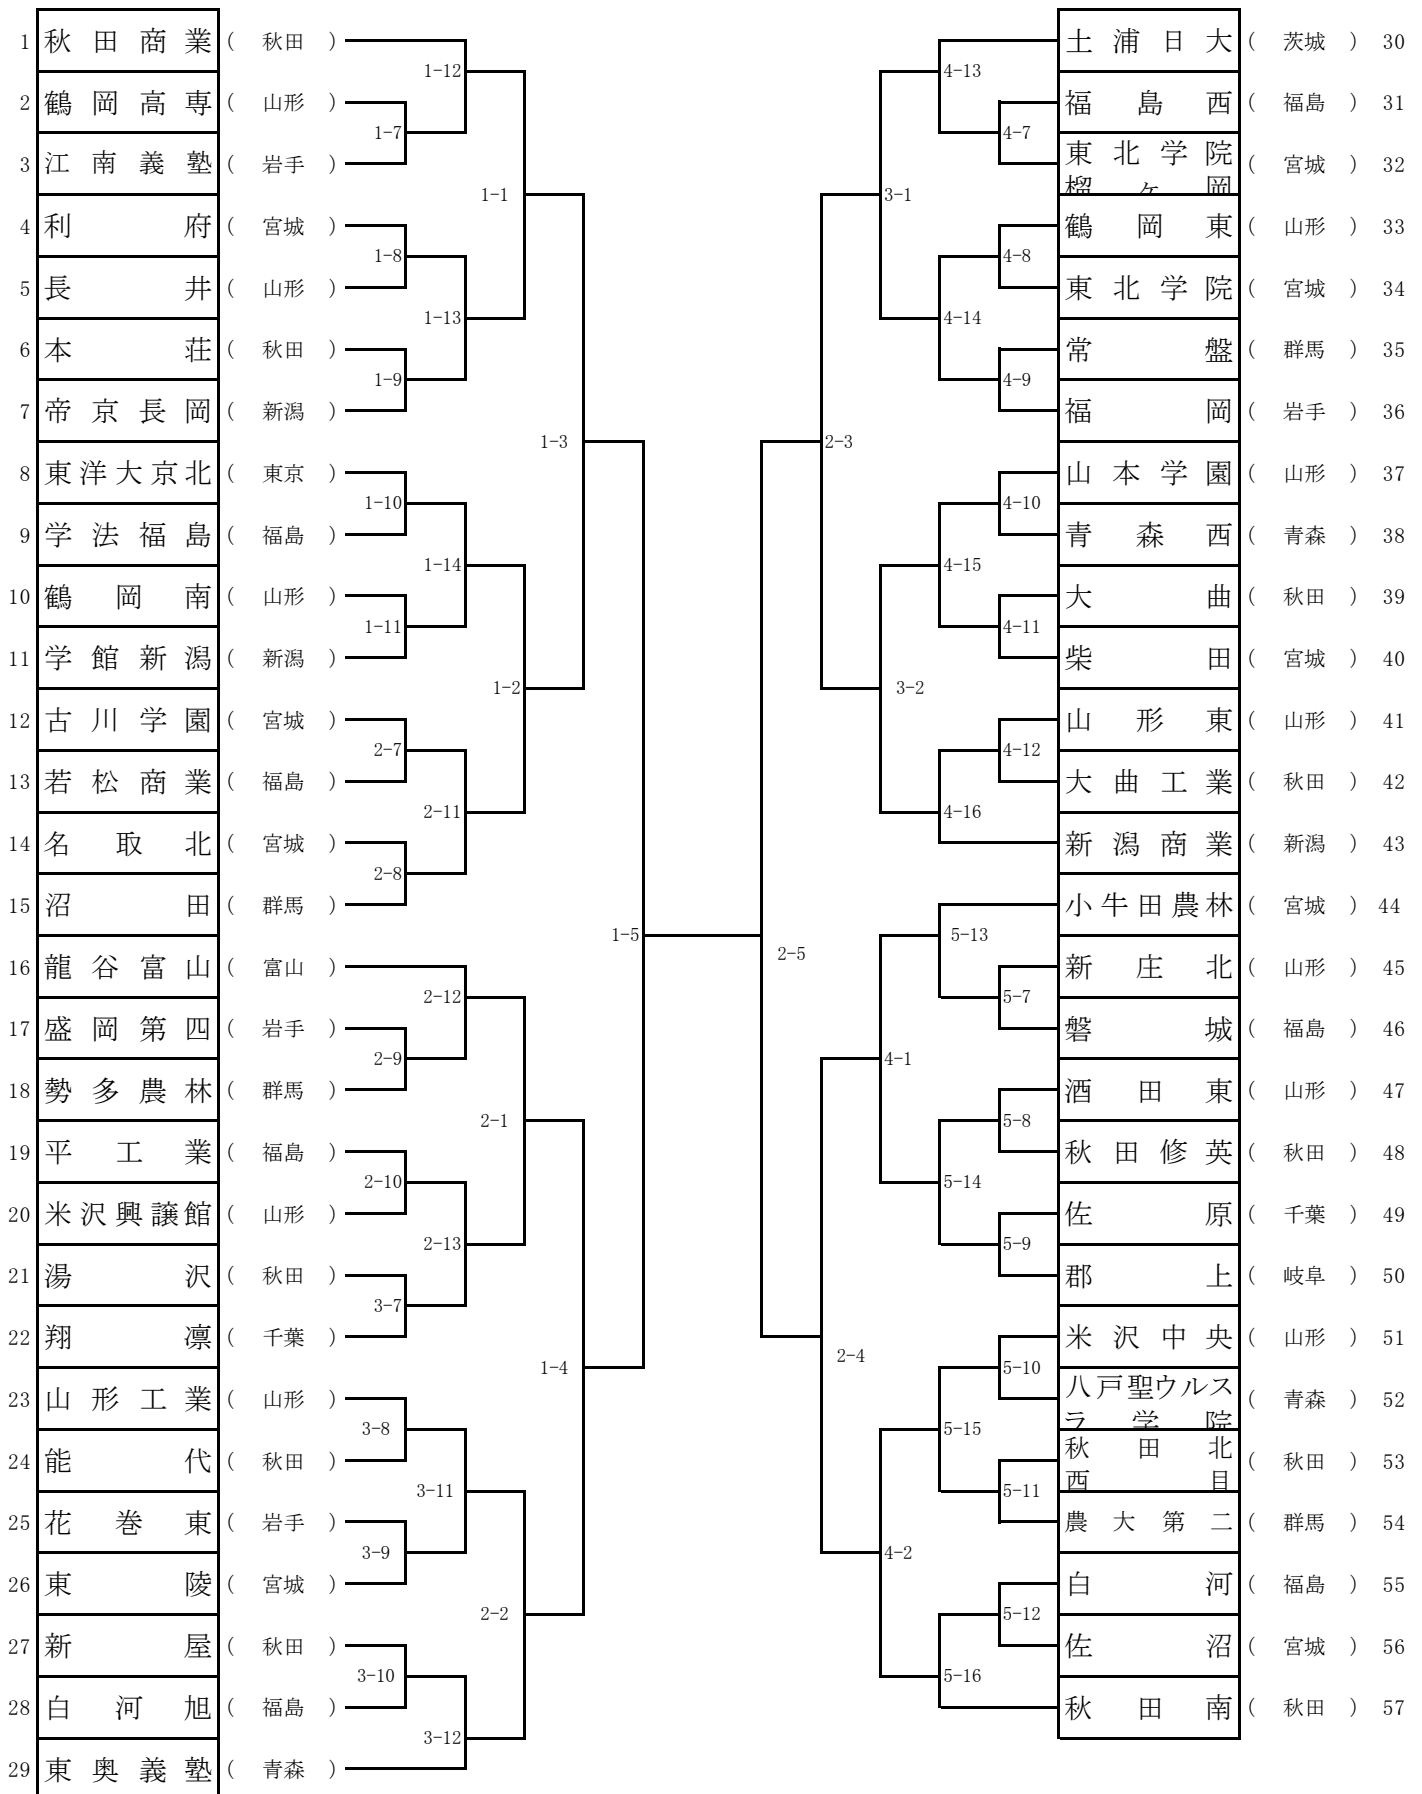 1 秋田商業 ( 秋田 )
2 鶴岡高専 ( 山形 )
3 江南義塾 ( 岩手 )
4 利府 ( 宮城 )
5 長井 ( 山形 )
6 本荘 ( 秋田 )
7 帝京長岡 ( 新潟 )
8 東洋大京北 ( 東京 )
9 学法福島 ( 福島 )
10 鶴岡南 ( 山形 )
11 学館新潟 ( 新潟 )
12 古川学園 ( 宮城 )
13 若松商業 ( 福島 )
14 名取北 ( 宮城 )
15 沼田 ( 群馬 )
16 龍谷富山 ( 富山 )
17 盛岡第四 ( 岩手 )
18 勢多農林 ( 群馬 )
19 平工業 ( 福島 )
20 米沢興譲館 ( 山形 )
21 湯沢 ( 秋田 )
22 翔凛 ( 千葉 )
23 山形工業 ( 山形 )
24 能代 ( 秋田 )
25 花巻東 ( 岩手 )
26 東陵 ( 宮城 )
27 新屋 ( 秋田 )
28 白河旭 ( 福島 )
29 東奥義塾 ( 青森 )
1-7
1-8
1-9
1-10
1-11
2-7
2-8
2-9
2-10
3-7
3-8
3-9
3-10
1-12
1-13
1-14
2-11
2-12
2-13
3-11
3-12
1-1
1-2
2-1
2-2
1-3
1-4
1-5
2-5
2-3
2-4
3-1
3-2
4-1
4-2
4-13
4-14
4-15
4-16
5-13
5-14
5-15
5-16
4-7
4-8
4-9
4-10
4-11
4-12
5-7
5-8
5-9
5-10
5-11
5-12
土浦日大 ( 茨城 ) 30
福島西 ( 福島 ) 31
東北学院
榴ヶ岡 ( 宮城 ) 32
鶴岡東 ( 山形 ) 33
東北学院 ( 宮城 ) 34
常盤 ( 群馬 ) 35
福岡 ( 岩手 ) 36
山本学園 ( 山形 ) 37
青森西 ( 青森 ) 38
大曲 ( 秋田 ) 39
柴田 ( 宮城 ) 40
山形東 ( 山形 ) 41
大曲工業 ( 秋田 ) 42
新潟商業 ( 新潟 ) 43
小牛田農林 ( 宮城 ) 44
新庄北 ( 山形 ) 45
磐城 ( 福島 ) 46
酒田東 ( 山形 ) 47
秋田修英 ( 秋田 ) 48
佐原 ( 千葉 ) 49
郡上 ( 岐阜 ) 50
米沢中央 ( 山形 ) 51
八戸聖ウルス
ラ学院 ( 青森 ) 52
秋田北
西目 ( 秋田 ) 53
農大第二 ( 群馬 ) 54
白河 ( 福島 ) 55
佐沼 ( 宮城 ) 56
秋田南 ( 秋田 ) 57